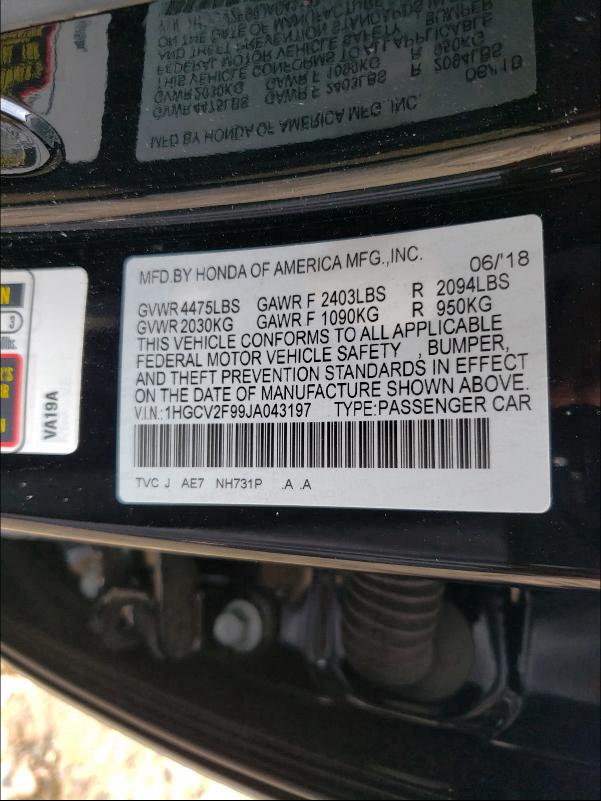 MFD.BY HONDA OF AMERICA MFG.,INC. 06/'18
GVWR 4475LBS GAWR F 2403LBS R 2094LBS
GVWR 2030KG GAWR F 1090KG R 950KG
THIS VEHICLE CONFORMS TO ALL APPLICABLE
FEDERAL MOTOR VEHICLE SAFETY , BUMPER,
AND THEFT PREVENTION STANDARDS IN EFFECT
ON THE DATE OF MANUFACTURE SHOWN ABOVE.
V.I.N.:1HGCV2F99JA043197 TYPE:PASSENGER CAR
TVC J AE7 NH731P .A .A
3
VA19A